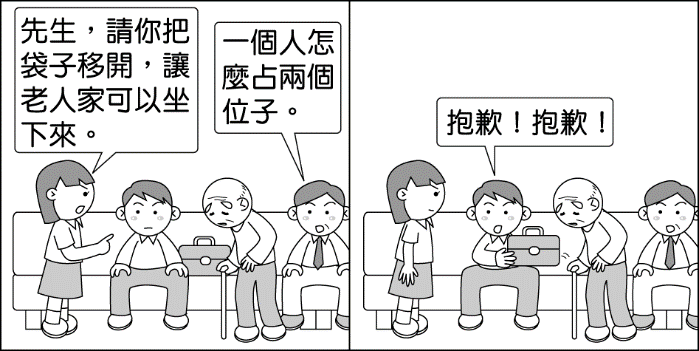 先生，請你把
袋子移開，讓
老人家可以坐
下來。
一個人怎
麼占兩個
位子。
抱歉！抱歉！